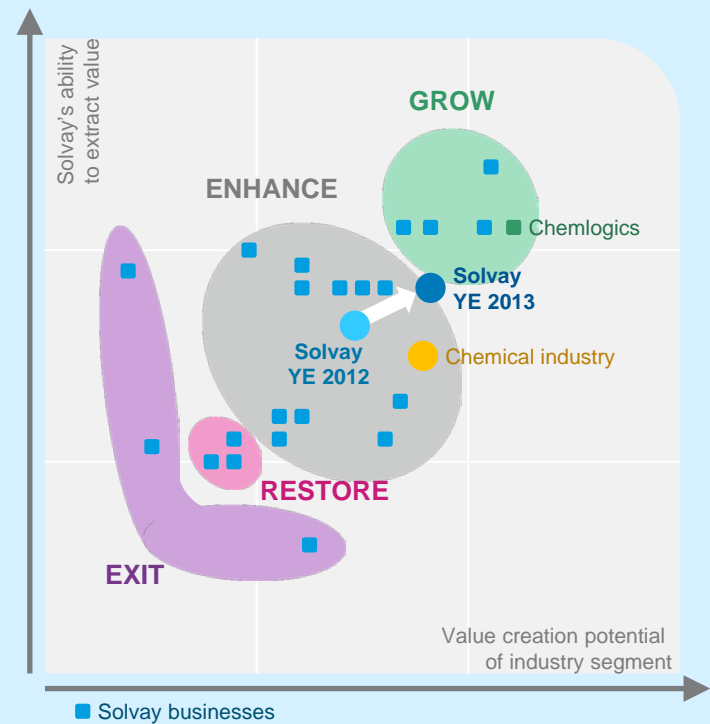 Solvay's ability
to extract value
GROW
ENHANCE
Chemlogics
Solvay
YE 2013
Solvay
YE 2012
Chemical industry
RESTORE
EXIT
Value creation potential
of industry segment
Solvay businesses